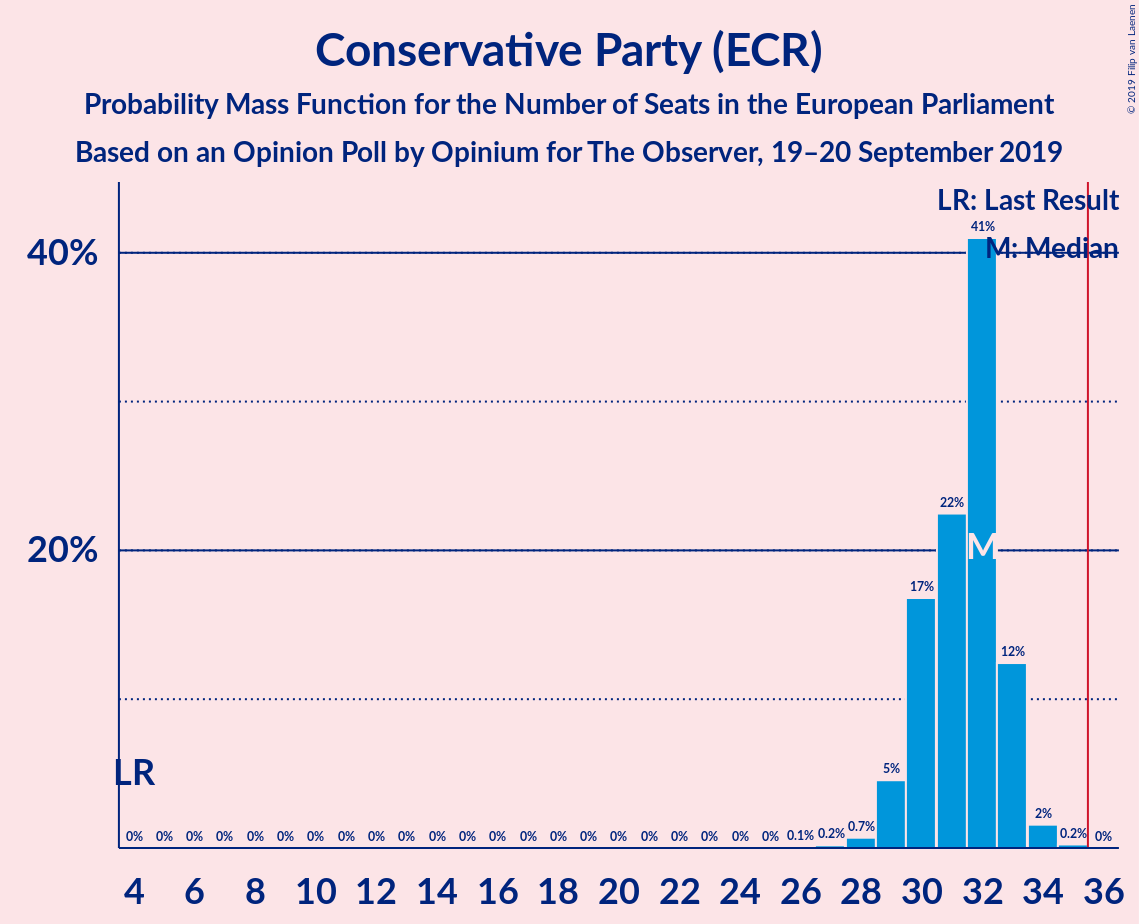 Conservative Party (ECR)
Probability Mass Function for the Number of Seats in the European Parliament
Based on an Opinion Poll by Opinium for The Observer, 19–20 September 2019
© 2019 Filip van Laenen
LR: Last Result
M: Median
40%
20%
41%
22%
M
17%
12%
LR
5%
2%
0% 0% 0% 0% 0% 0% 0% 0% 0% 0% 0% 0% 0% 0% 0% 0% 0% 0% 0% 0% 0% 0% 0.1% 0.2% 0.7% 0.2% 0%
4 6 8 10 12 14 16 18 20 22 24 26 28 30 32 34 36